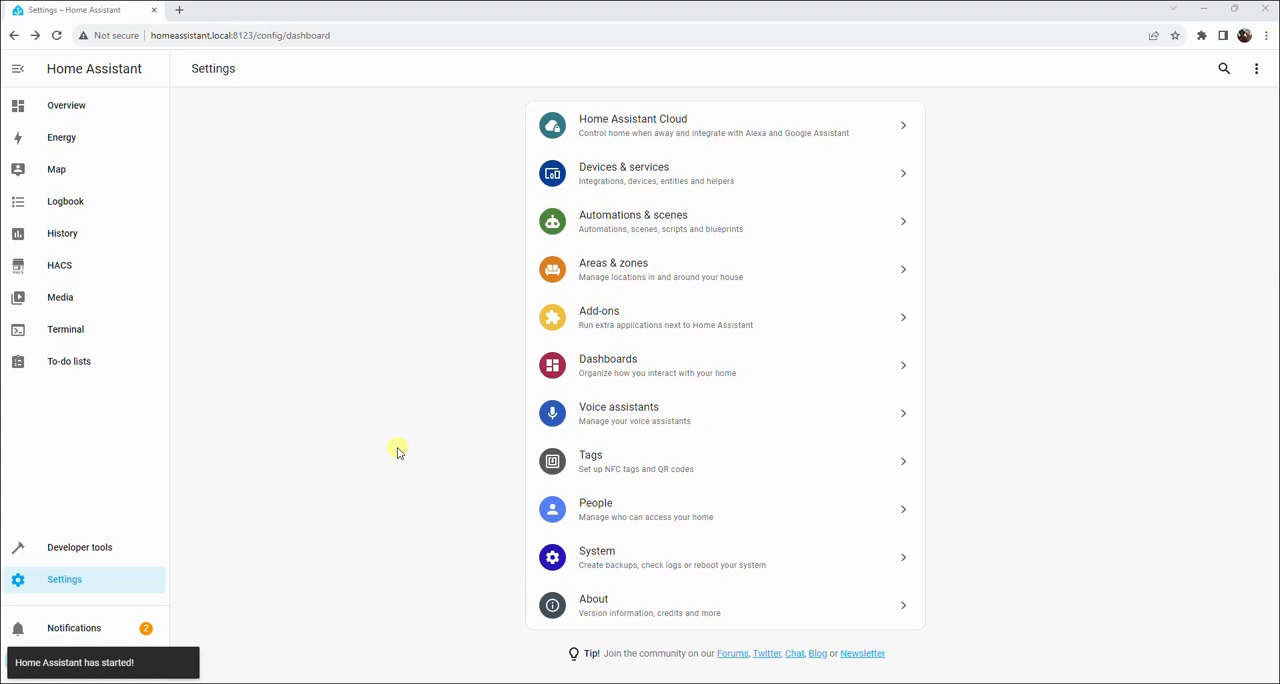 Settings – Home Assistant
Not secure homeassistant.local:8123/config/dashboard
Home Assistant
Settings
Overview
Energy
Map
Logbook
History
HACS
Media
Terminal
To-do lists
Developer tools
Settings
Notifications 2
Home Assistant has started!
Home Assistant Cloud
Control home when away and integrate with Alexa and Google Assistant
Devices & services
Integrations, devices, entities and helpers
Automations & scenes
Automations, scenes, scripts and blueprints
Areas & zones
Manage locations in and around your house
Add-ons
Run extra applications next to Home Assistant
Dashboards
Organize how you interact with your home
Voice assistants
Manage your voice assistants
Tags
Set up NFC tags and QR codes
People
Manage who can access your home
System
Create backups, check logs or reboot your system
About
Version information, credits and more
Tip! Join the community on our Forums, Twitter, Chat, Blog or Newsletter